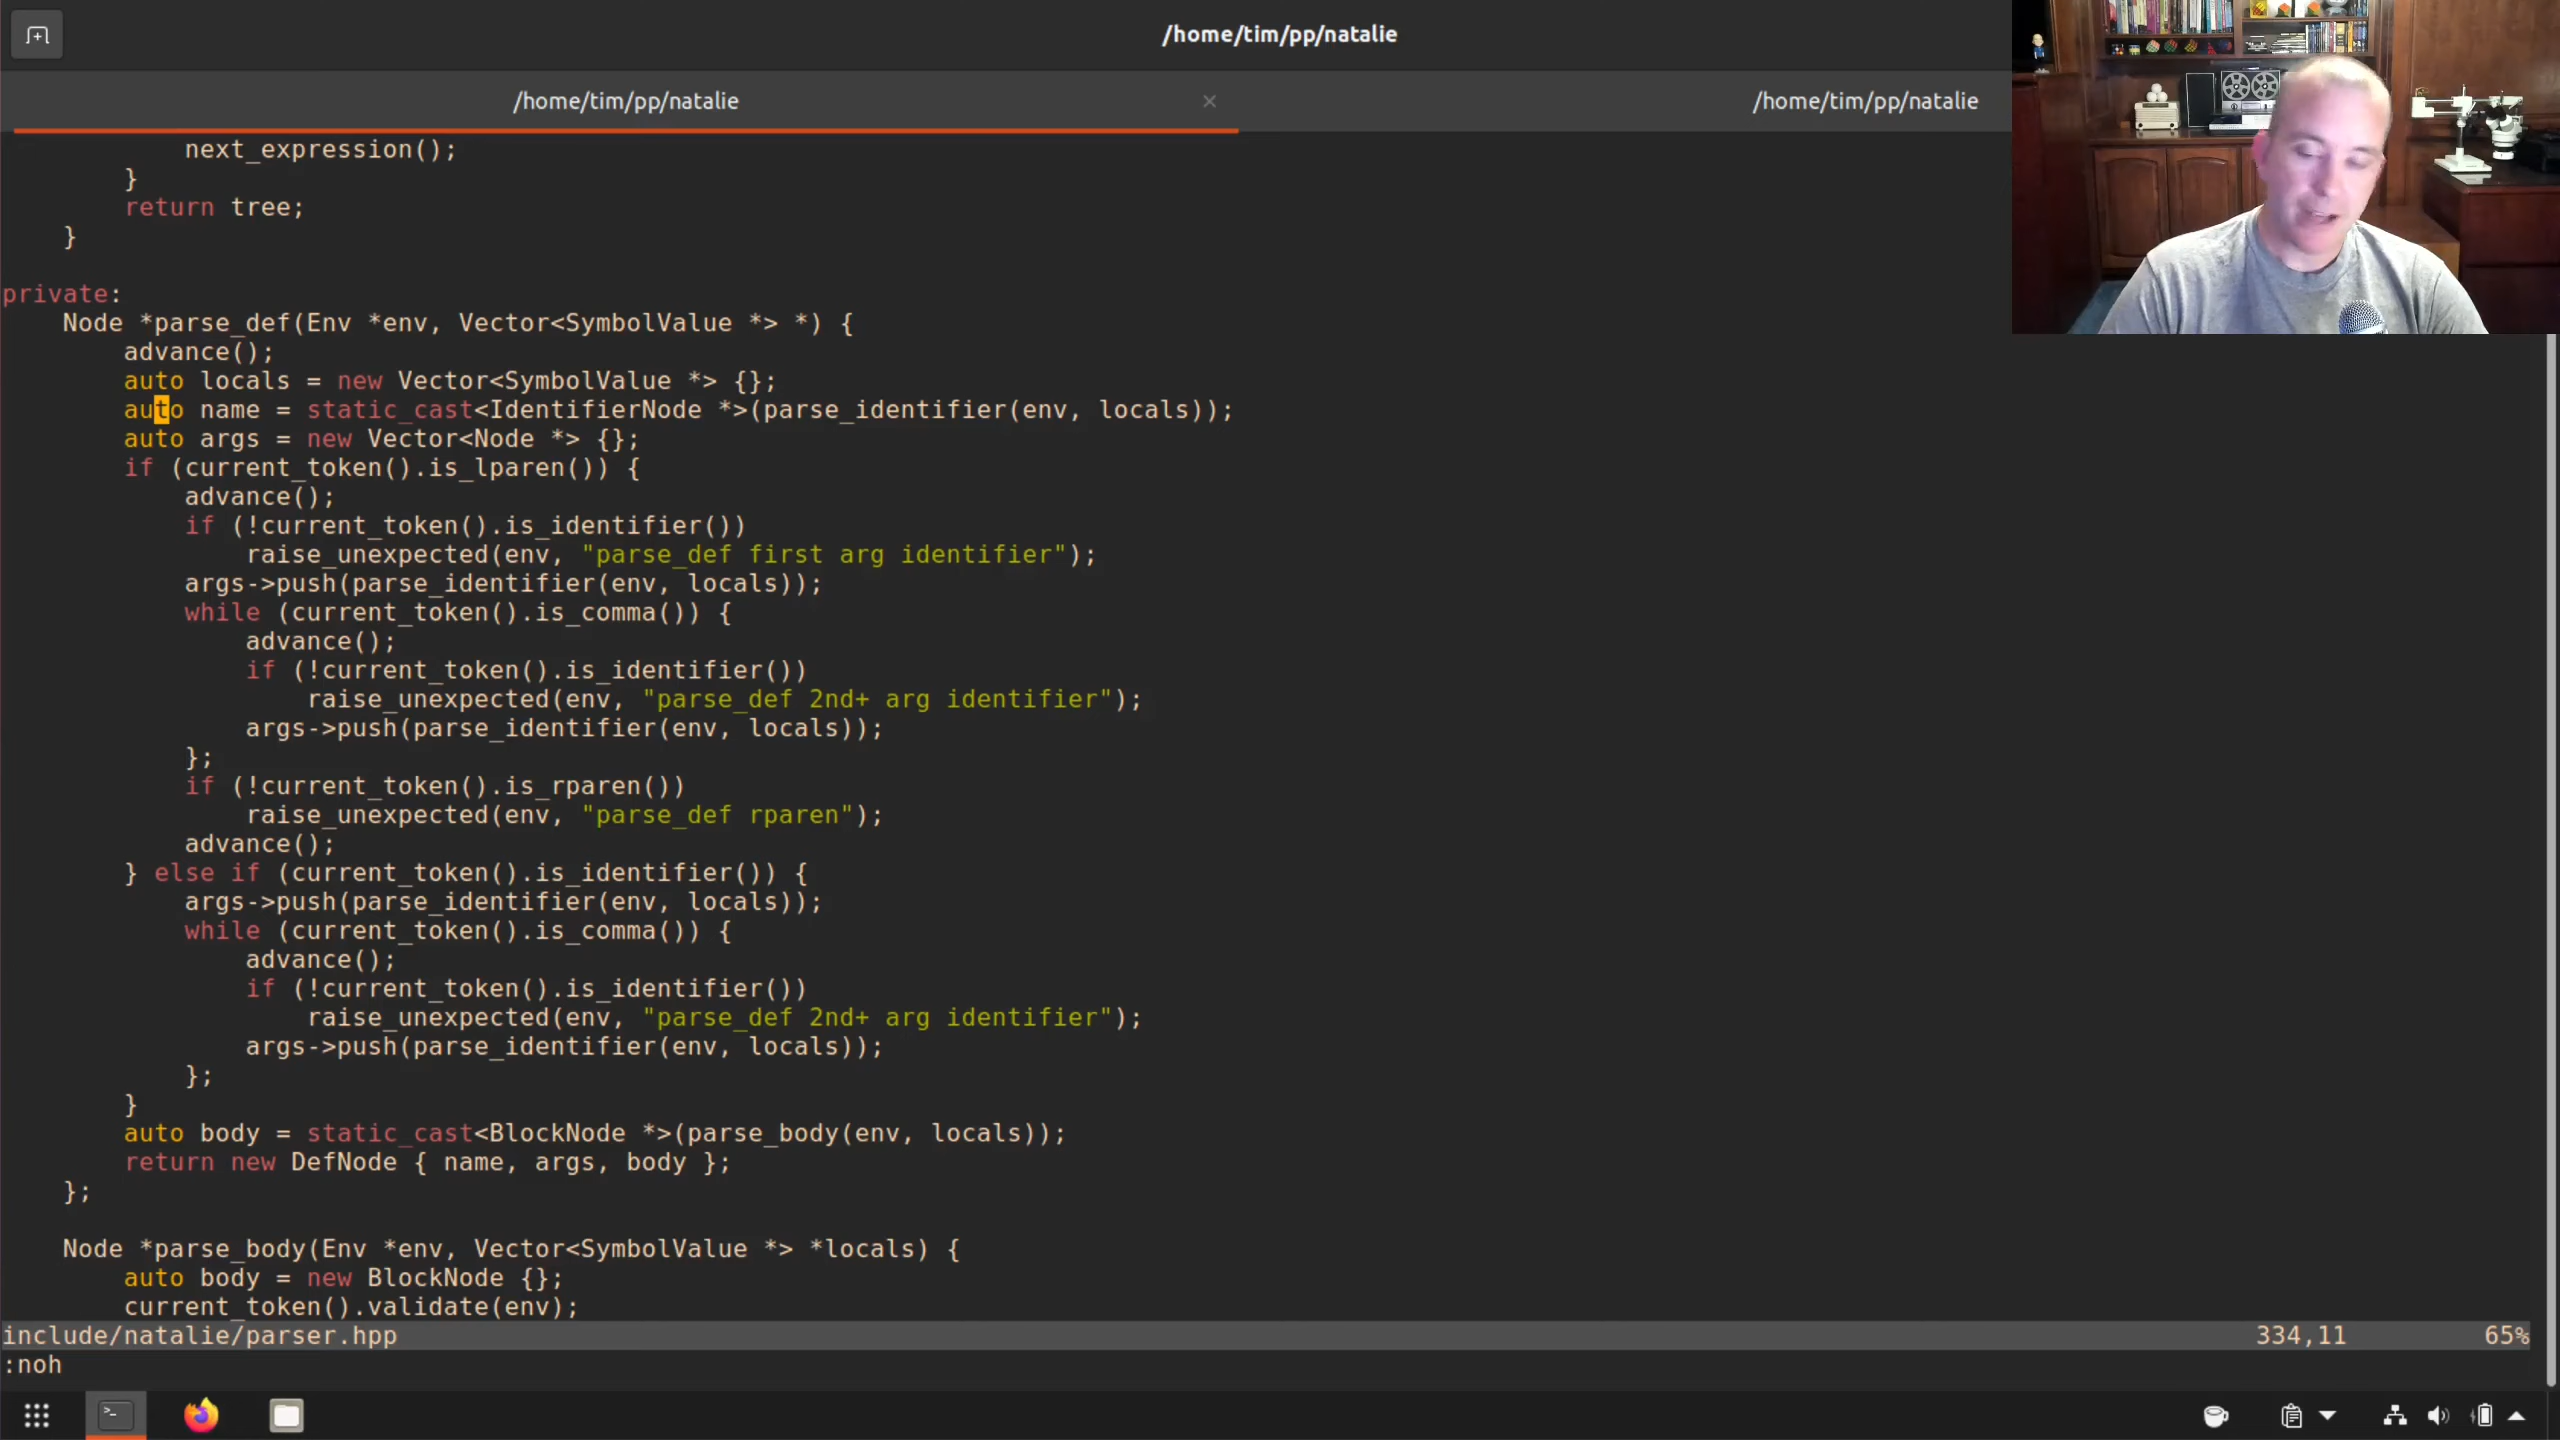 /home/tim/pp/natalie
/home/tim/pp/natalie
/home/tim/pp/natalie
next_expression();
}
return tree;
}
private:
Node *parse_def(Env *env, Vector<SymbolValue *> *) {
advance();
auto locals = new Vector<SymbolValue *> {};
auto name = static_cast<IdentifierNode *>(parse_identifier(env, locals));
auto args = new Vector<Node *> {};
if (current_token().is_lparen()) {
advance();
if (!current_token().is_identifier())
raise_unexpected(env, "parse_def first arg identifier");
args->push(parse_identifier(env, locals));
while (current_token().is_comma()) {
advance();
if (!current_token().is_identifier())
raise_unexpected(env, "parse_def 2nd+ arg identifier");
args->push(parse_identifier(env, locals));
};
if (!current_token().is_rparen())
raise_unexpected(env, "parse_def rparen");
advance();
} else if (current_token().is_identifier()) {
args->push(parse_identifier(env, locals));
while (current_token().is_comma()) {
advance();
if (!current_token().is_identifier())
raise_unexpected(env, "parse_def 2nd+ arg identifier");
args->push(parse_identifier(env, locals));
};
}
auto body = static_cast<BlockNode *>(parse_body(env, locals));
return new DefNode { name, args, body };
};
Node *parse_body(Env *env, Vector<SymbolValue *> *locals) {
auto body = new BlockNode {};
current_token().validate(env);
include/natalie/parser.hpp 334,11 65%
:noh